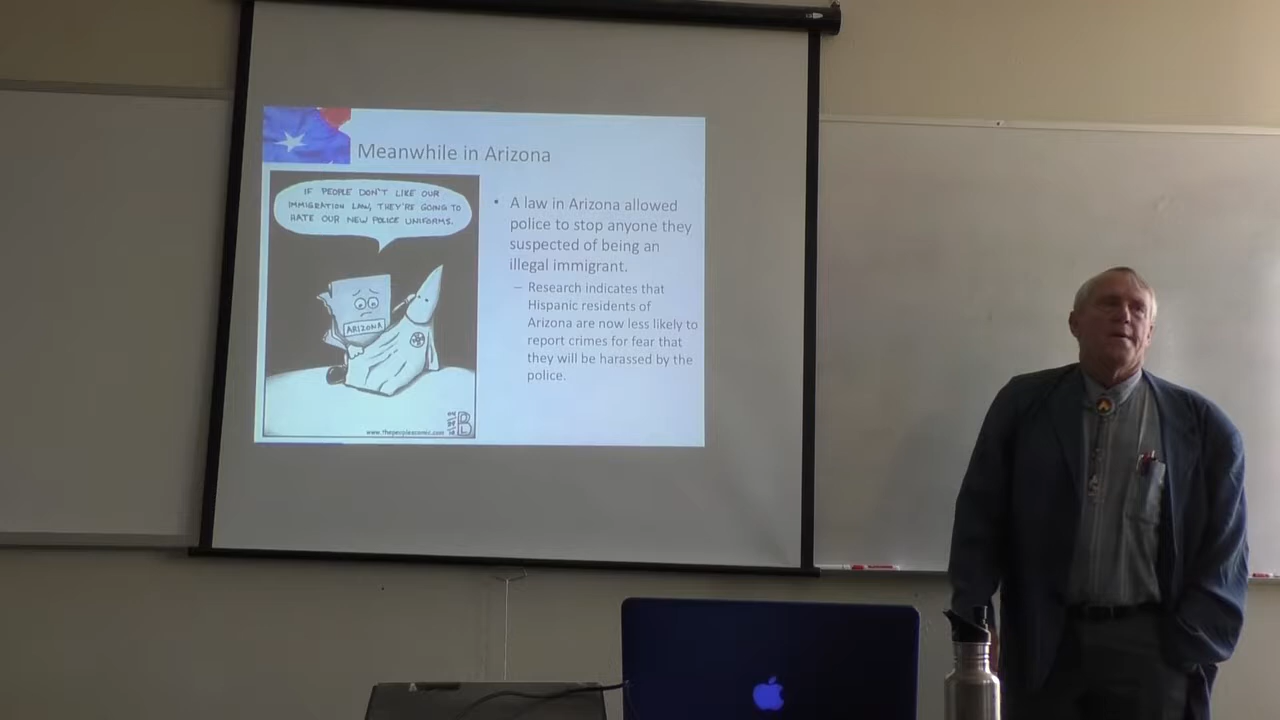 Meanwhile in Arizona
IF PEOPLE DON'T LIKE OUR
IMMIGRATION LAW, THEY'RE GOING TO
HATE OUR NEW POLICE UNIFORMS.
ARIZONA
www.thepeoplescomic.com
• A law in Arizona allowed
police to stop anyone they
suspected of being an
illegal immigrant.
– Research indicates that
Hispanic residents of
Arizona are now less likely to
report crimes for fear that
they will be harassed by the
police.